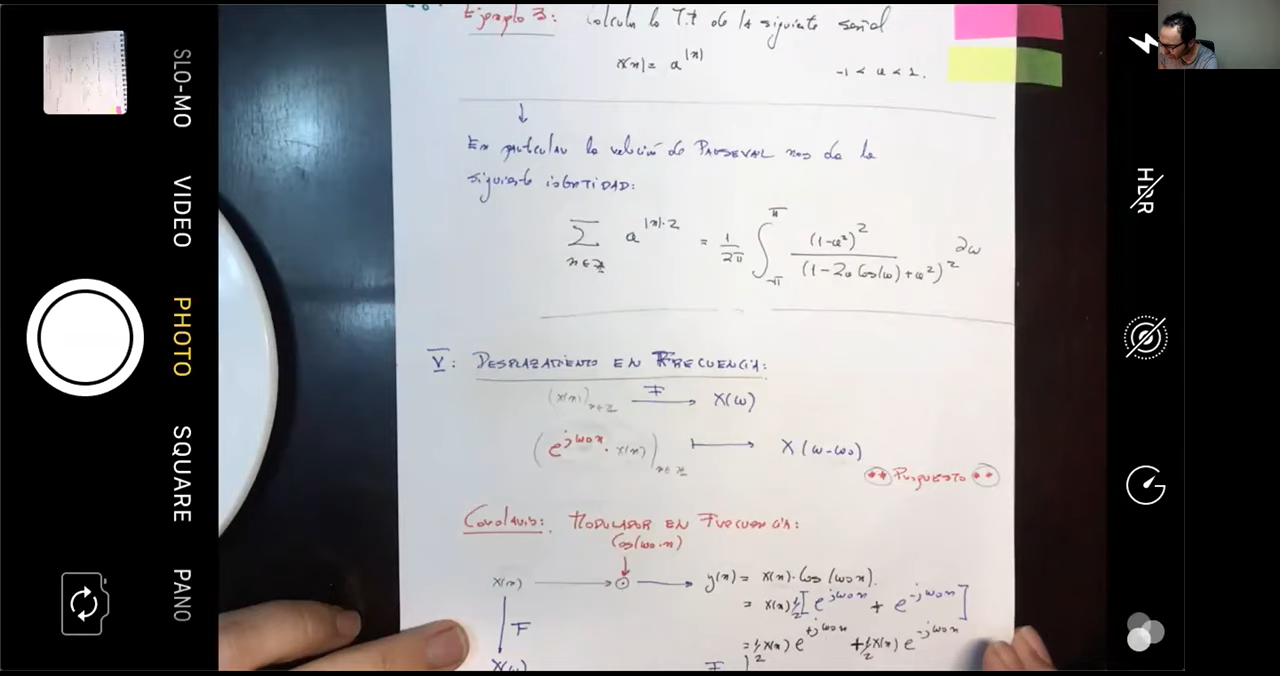 Ejemplo 3: Calcula la T.F de la siguiente señal
x(n) = a^|n|   -1 < a < 1.
En particular la relación de PARSEVAL nos da la
siguiente IDENTIDAD:
∑_{n∈ℤ} a^{|n|·2} = 1/2π ∫_{-π}^{π} (1-a²)² / (1-2a Cos(ω)+a²)² dω
V: DESPLAZAMIENTO EN FRECUENCIA:
(x(n))_{n∈ℤ} —F→ X(ω)
(e^{jω0n}·x(n))_{n∈ℤ} ↦ X(ω-ω0)
** Propuesto **
Corolario: MODULADOR EN FRECUENCIA:
Cos(ω0·n)
x(n) → ⊙ → y(n) = x(n)·Cos(ω0n).
= x(n) 1/2 [e^{jω0n} + e^{-jω0n}]
F
= 1/2 x(n) e^{+jω0n} + 1/2 x(n) e^{-jω0n}
X(ω)   F
SLO-MO
VIDEO
PHOTO
SQUARE
PANO
HDR